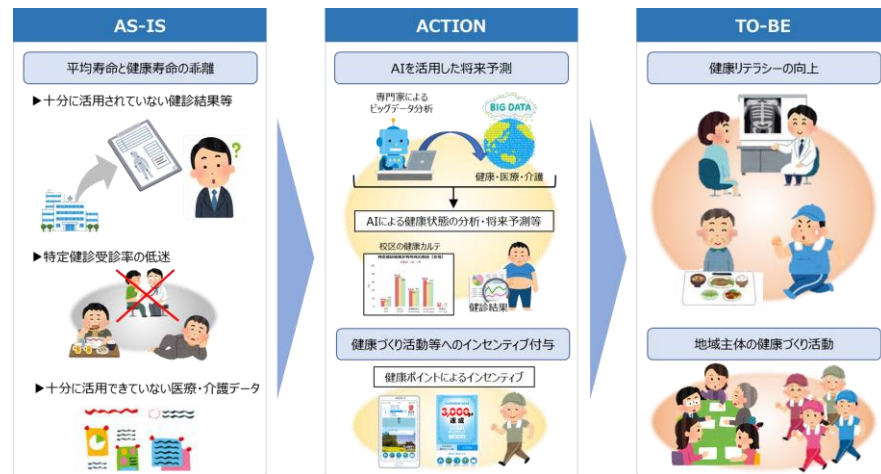 AS-IS
平均寿命と健康寿命の乖離
▶十分に活用されていない健診結果等
?
▶特定健診受診率の低迷
▶十分に活用できていない医療・介護データ
ACTION
AIを活用した将来予測
専門家による
ビッグデータ分析
BIG DATA
健康・医療・介護
AIによる健康状態の分析・将来予測等
校区の健康カルテ
健診結果
健康づくり活動等へのインセンティブ付与
健康ポイントによるインセンティブ
3,000
達成
TO-BE
健康リテラシーの向上
地域主体の健康づくり活動